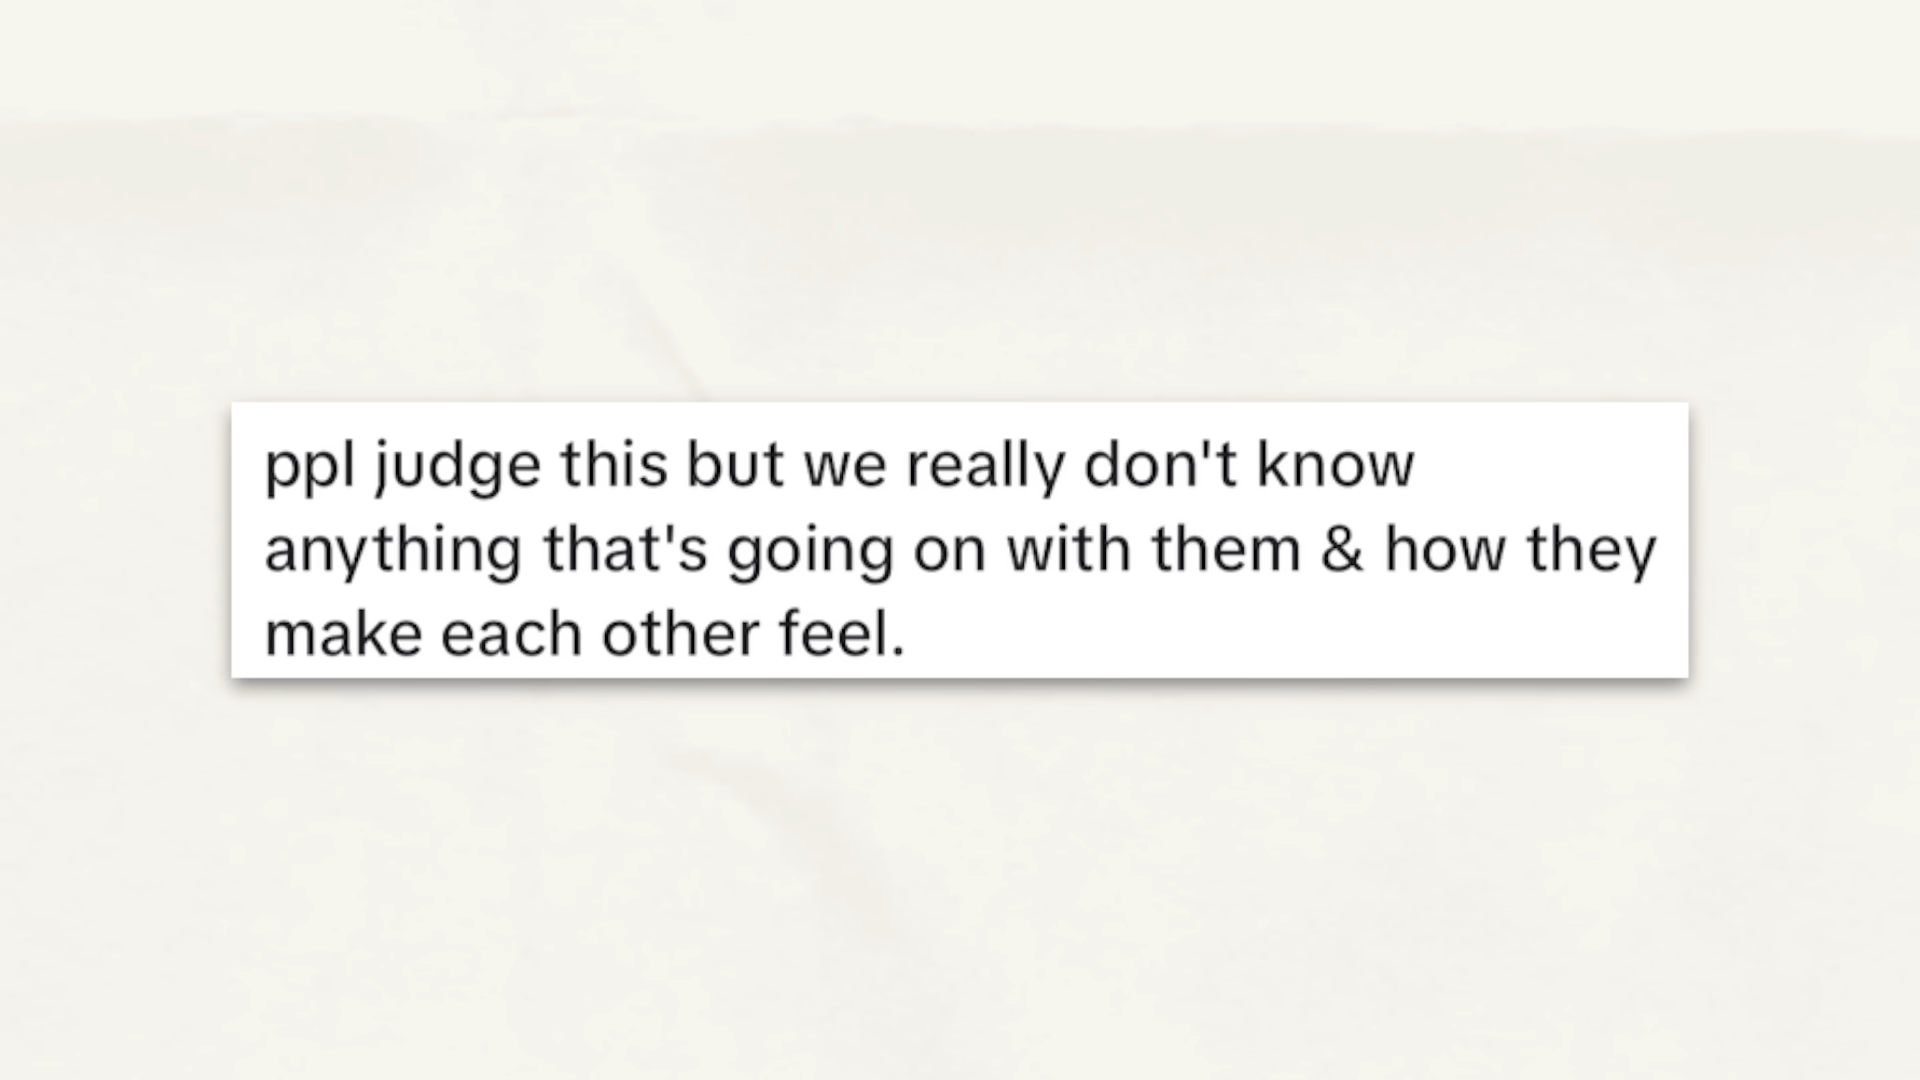 ppl judge this but we really don't know
anything that's going on with them & how they
make each other feel.